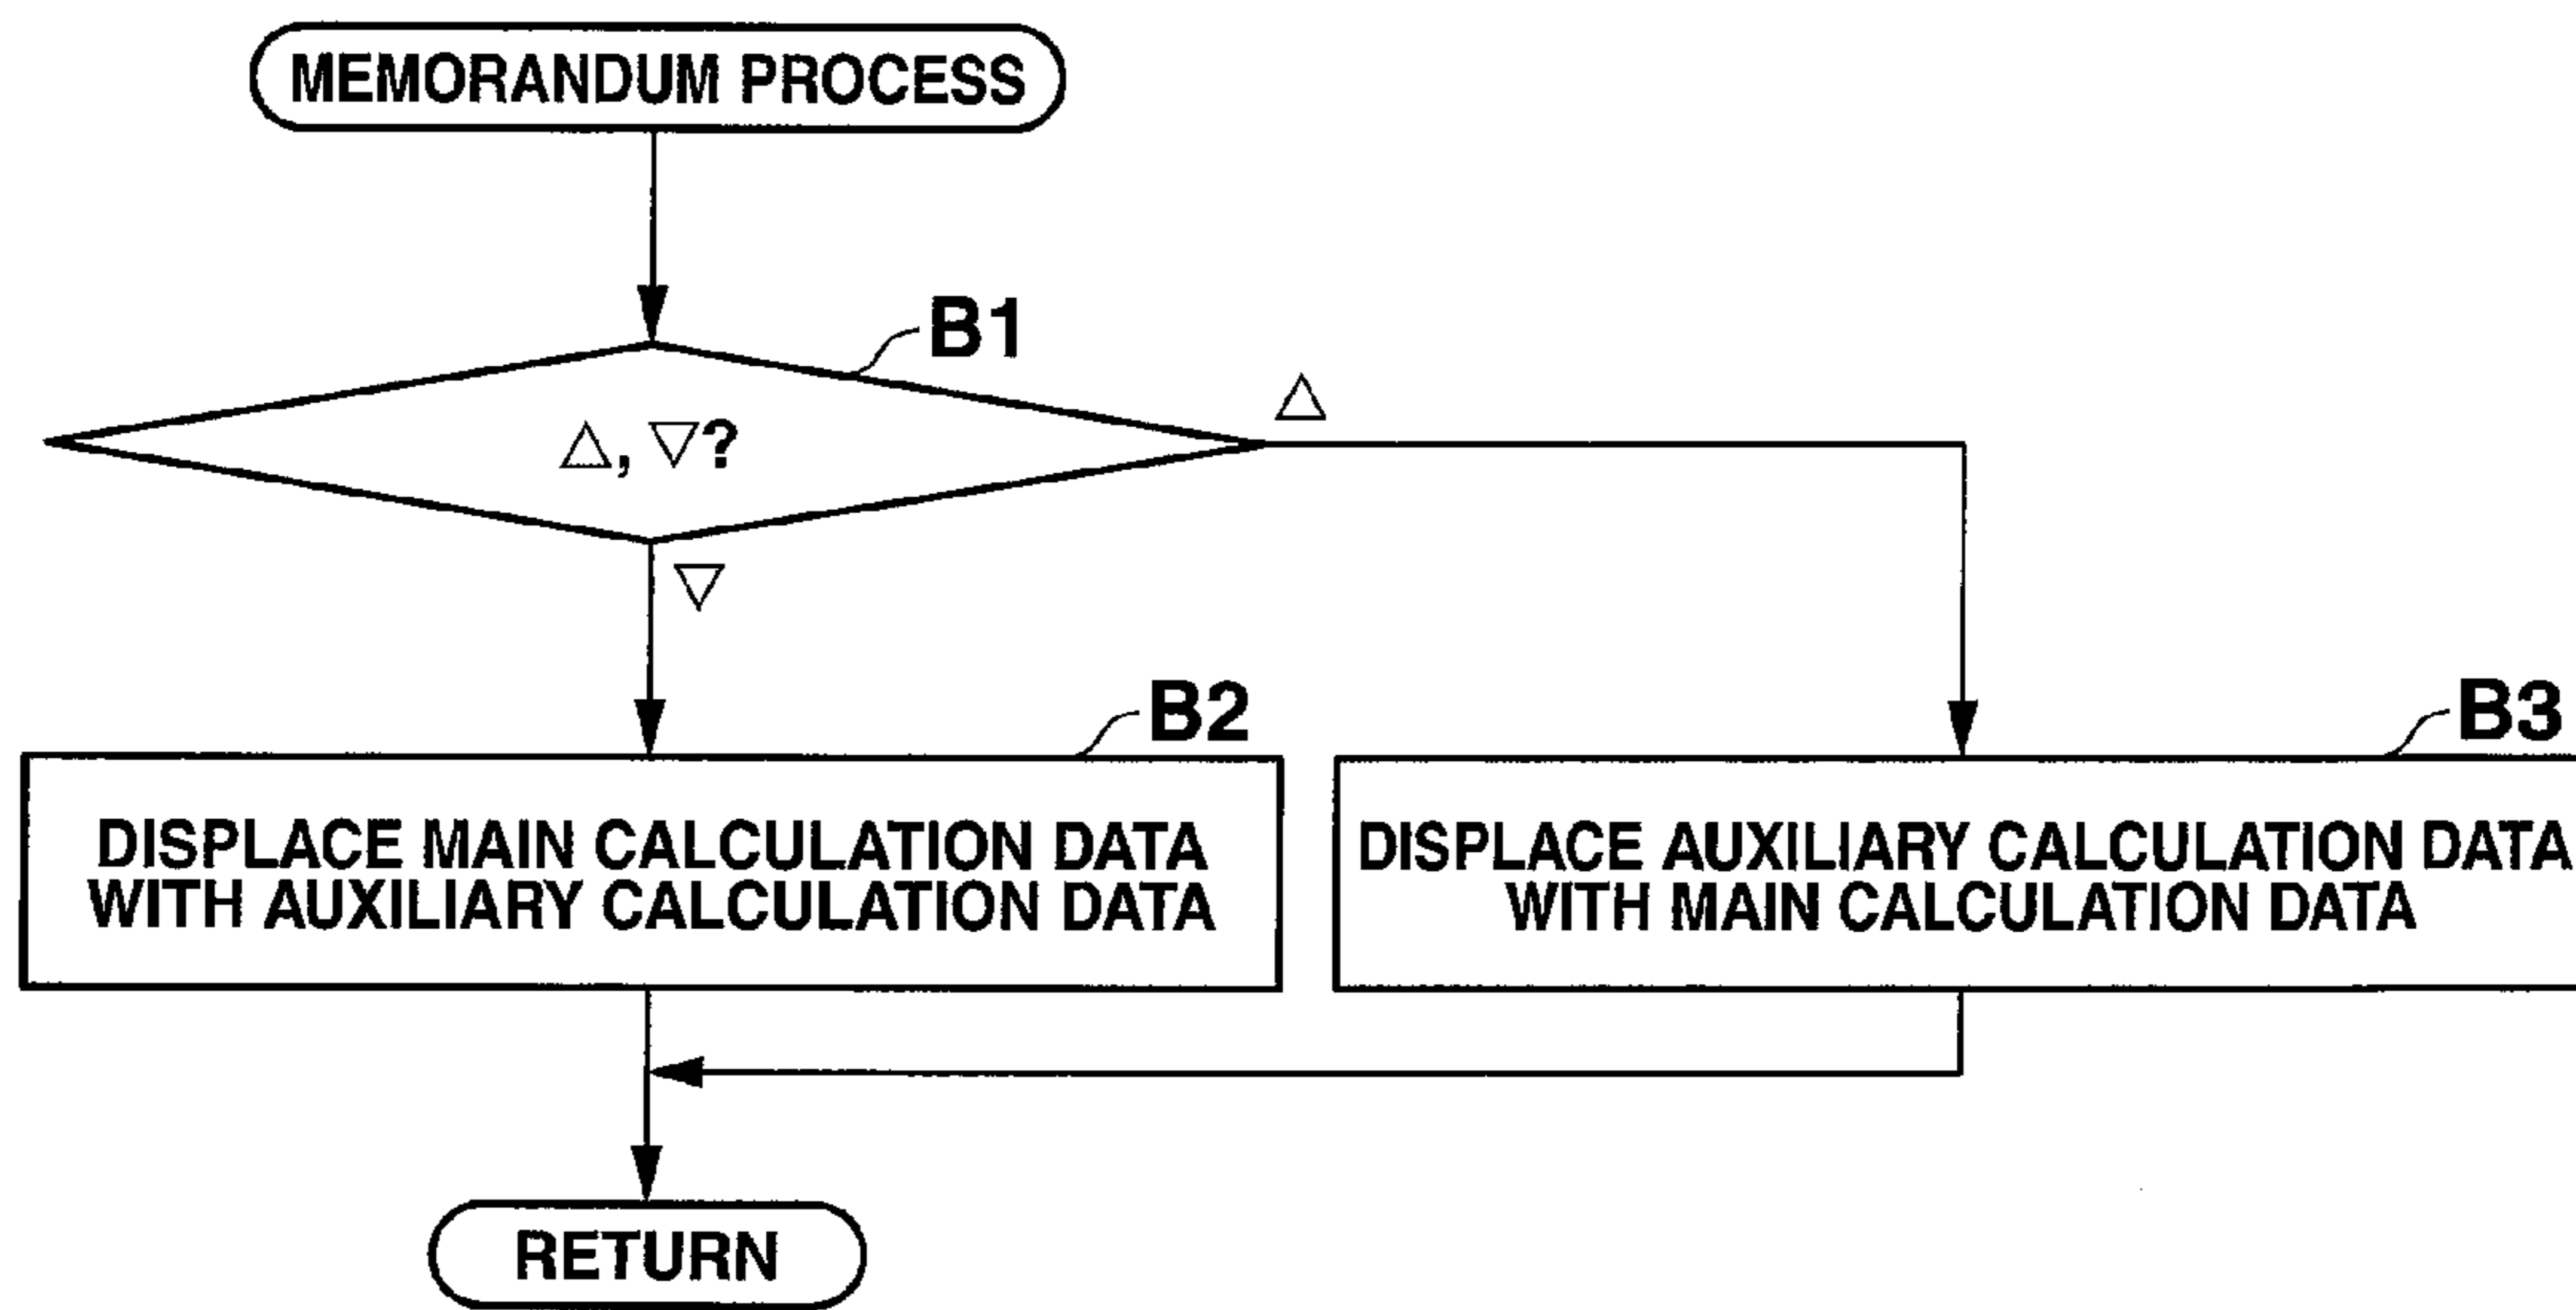 MEMORANDUM PROCESS
B1
△
△, ▽?
▽
B2
B3
DISPLACE MAIN CALCULATION DATA
WITH AUXILIARY CALCULATION DATA
DISPLACE AUXILIARY CALCULATION DATA
WITH MAIN CALCULATION DATA
RETURN